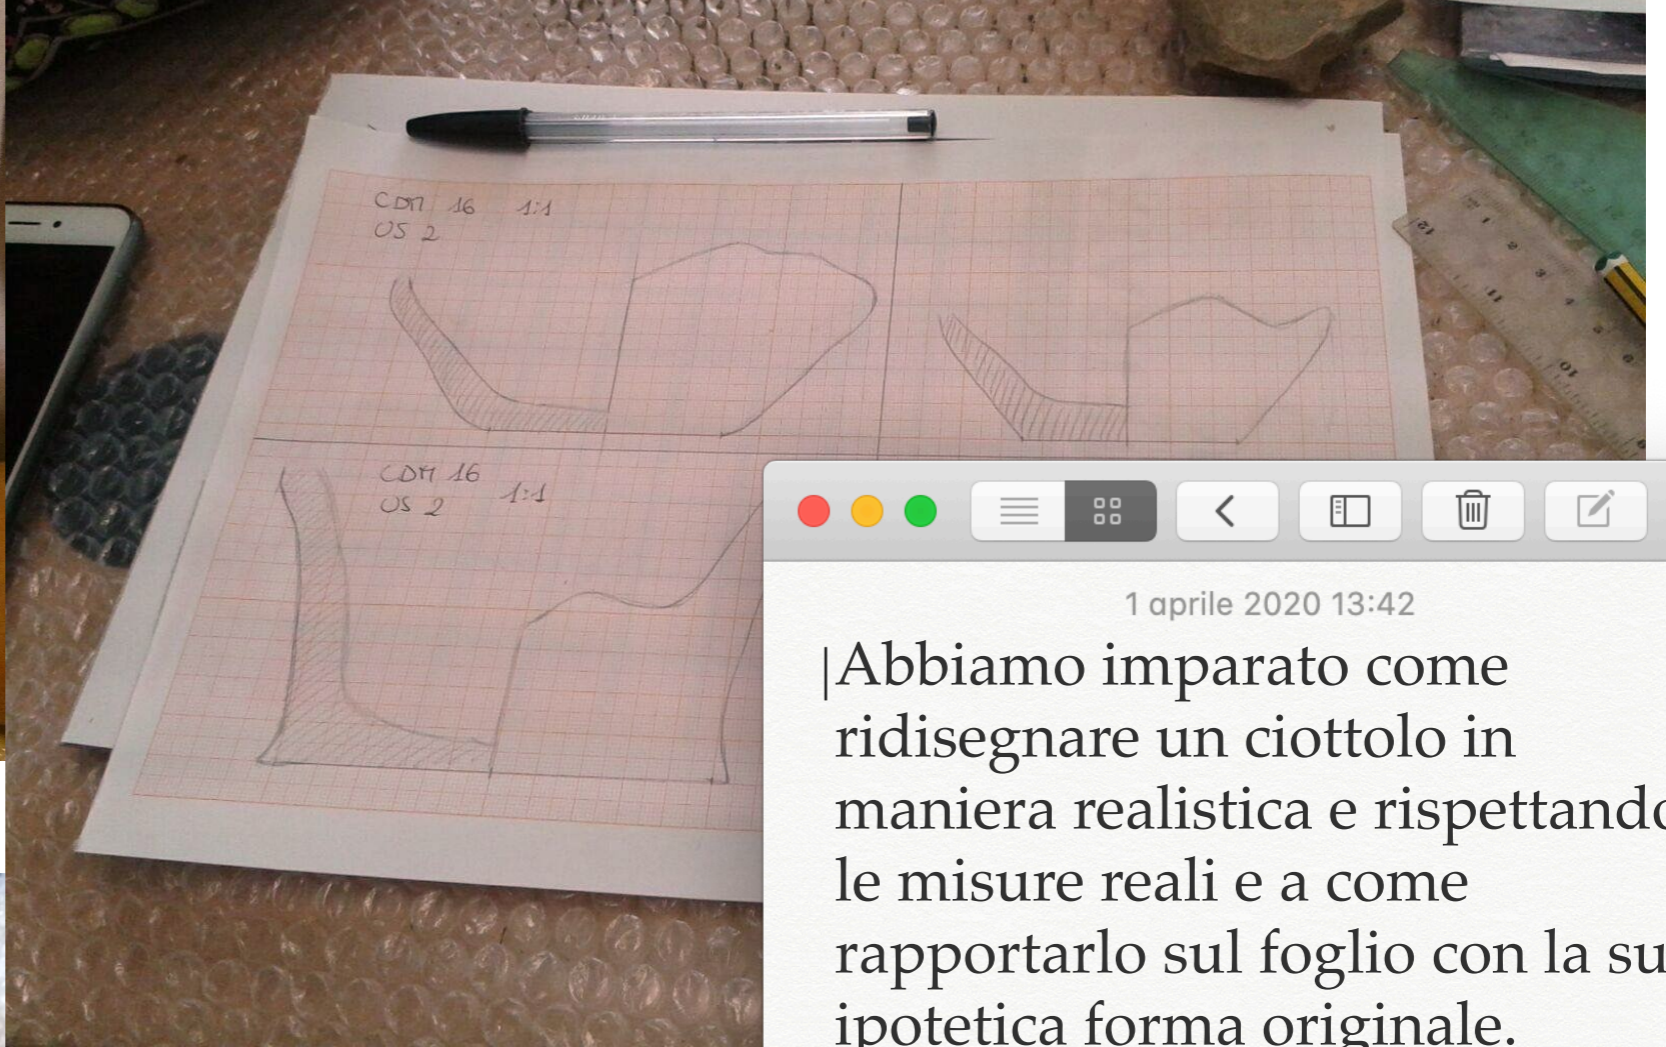 CDM 16 1:1
US 2
CDM 16 1:1
US 2
1 aprile 2020 13:42
Abbiamo imparato come
ridisegnare un ciottolo in
maniera realistica e rispettando
le misure reali e a come
rapportarlo sul foglio con la su
ipotetica forma originale.